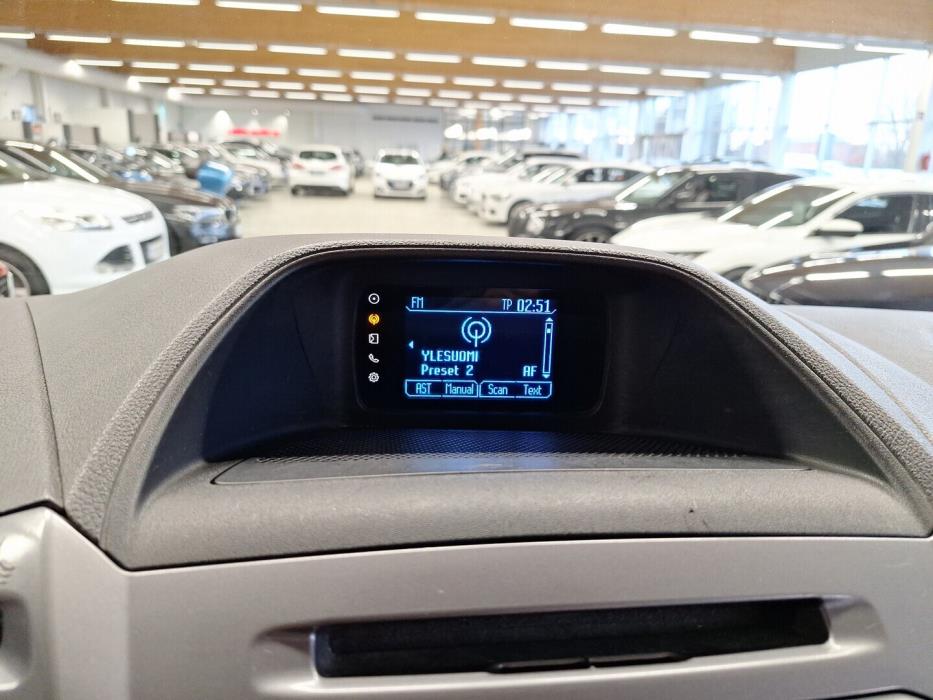 FM TP 02:51
YLESUOMI
Preset 2 AF
AST Manual Scan Text